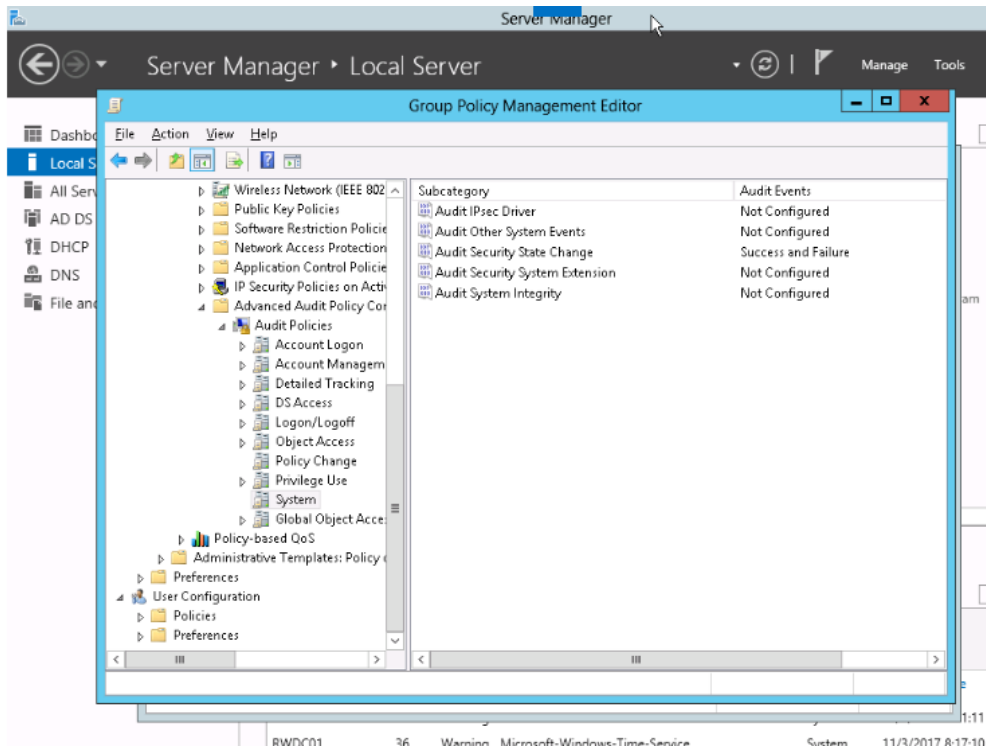 Server Manager
Server Manager • Local Server
Manage Tools
Group Policy Management Editor
File Action View Help
Dashbo
Local S
All Serv
AD DS
DHCP
DNS
File and
Wireless Network (IEEE 802
Public Key Policies
Software Restriction Policie
Network Access Protection
Application Control Policie
IP Security Policies on Activ
Advanced Audit Policy Cor
Audit Policies
Account Logon
Account Managem
Detailed Tracking
DS Access
Logon/Logoff
Object Access
Policy Change
Privilege Use
System
Global Object Acce
Policy-based QoS
Administrative Templates: Policy
Preferences
User Configuration
Policies
Preferences
Subcategory Audit Events
Audit IPsec Driver Not Configured
Audit Other System Events Not Configured
Audit Security State Change Success and Failure
Audit Security System Extension Not Configured
Audit System Integrity Not Configured
am
1:11
RWDC01 36 Warning Microsoft-Windows-Time-Service System 11/3/2017 8:17:10